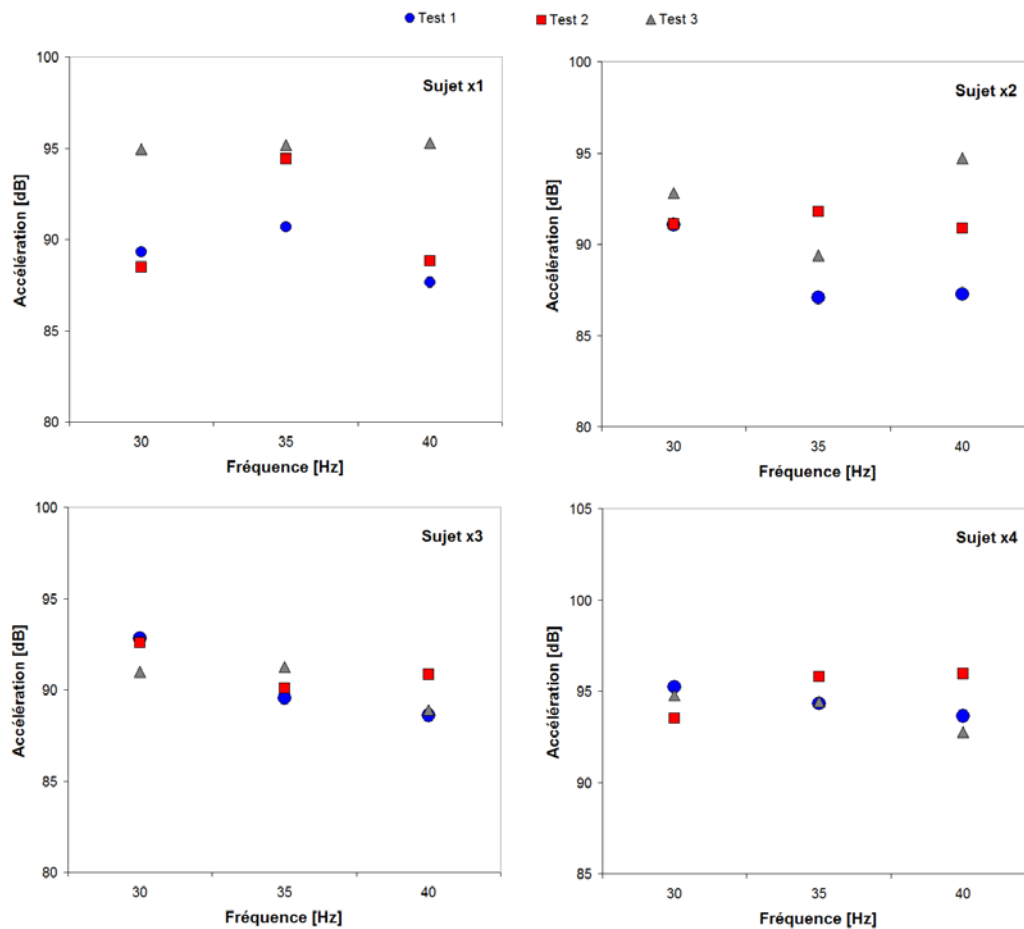 Test 1
Test 2
Test 3
Sujet x1
Accélération [dB]
100
95
90
85
80
30
35
40
Fréquence [Hz]
Sujet x2
Accélération [dB]
100
95
90
85
80
30
35
40
Fréquence [Hz]
Sujet x3
Accélération [dB]
100
95
90
85
80
30
35
40
Fréquence [Hz]
Sujet x4
Accélération [dB]
105
100
95
90
85
30
35
40
Fréquence [Hz]